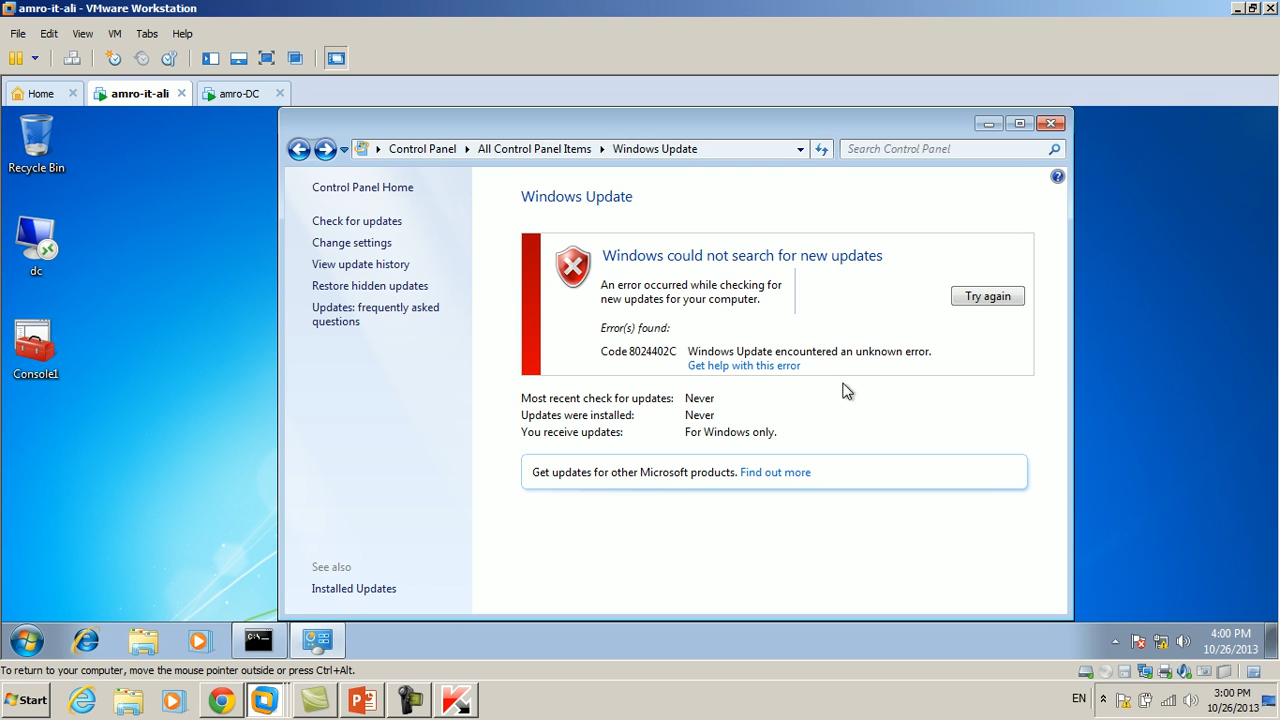 amro-it-ali - VMware Workstation
File Edit View VM Tabs Help
Home amro-it-ali amro-DC
Recycle Bin
dc
Console1
Control Panel All Control Panel Items Windows Update
Search Control Panel
Control Panel Home
Check for updates
Change settings
View update history
Restore hidden updates
Updates: frequently asked
questions
See also
Installed Updates
Windows Update
Windows could not search for new updates
An error occurred while checking for
new updates for your computer.
Try again
Error(s) found:
Code 8024402C Windows Update encountered an unknown error.
Get help with this error
Most recent check for updates: Never
Updates were installed: Never
You receive updates: For Windows only.
Get updates for other Microsoft products. Find out more
4:00 PM
10/26/2013
To return to your computer, move the mouse pointer outside or press Ctrl+Alt.
Start
EN
3:00 PM
10/26/2013